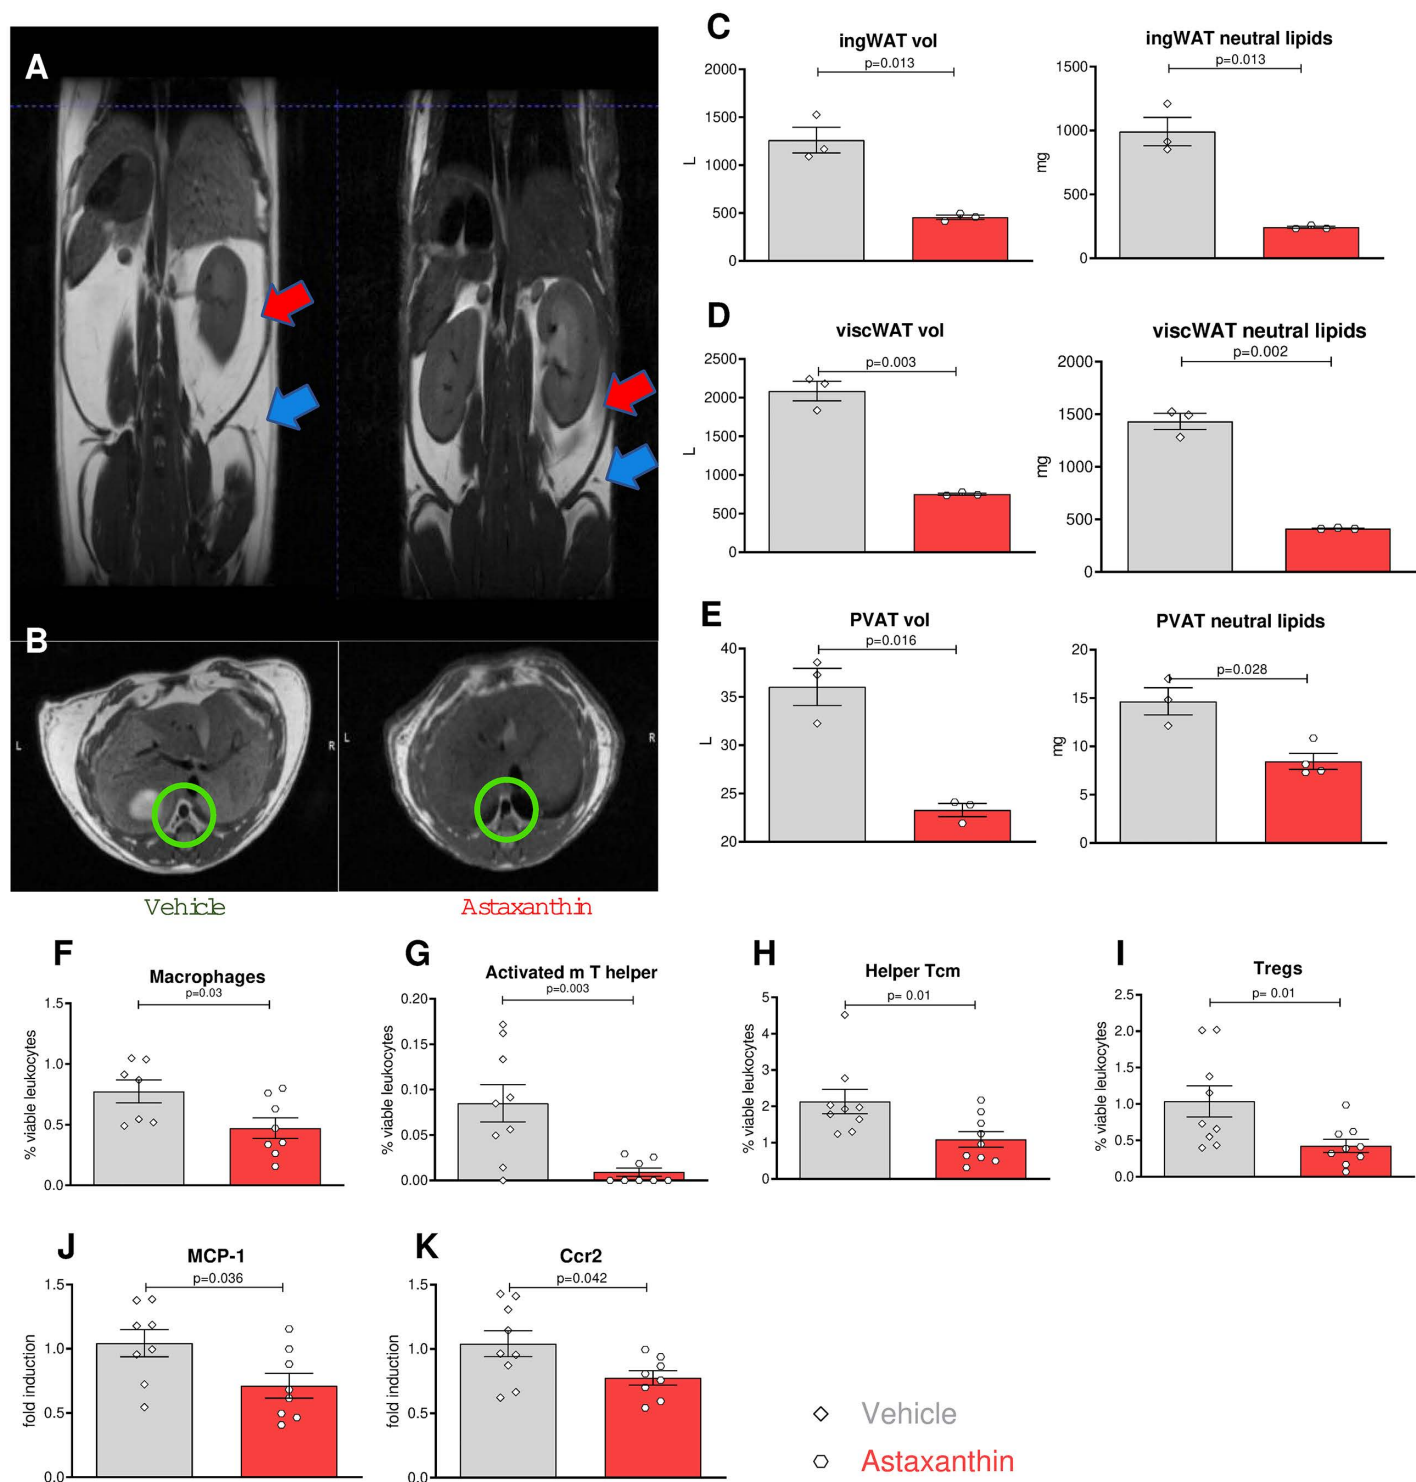 A
B
L
R
L
R
Vehicle
Astaxanthin
C
ingWAT vol
p=0.013
2000
1500
1000
500
0
L
ingWAT neutral lipids
p=0.013
1500
1000
500
0
mg
D
viscWAT vol
p=0.003
2500
2000
1500
1000
500
0
L
viscWAT neutral lipids
p=0.002
2000
1500
1000
500
0
mg
E
PVAT vol
p=0.016
40
35
30
25
20
L
PVAT neutral lipids
p=0.028
20
15
10
5
0
mg
F
Macrophages
p=0.03
1.5
1.0
0.5
0.0
% viable leukocytes
G
Activated m T helper
p=0.003
0.20
0.15
0.10
0.05
0.00
% viable leukocytes
H
Helper Tcm
p= 0.01
5
4
3
2
1
0
% viable leukocytes
I
Tregs
p= 0.01
2.5
2.0
1.5
1.0
0.5
0.0
% viable leukocytes
J
MCP-1
p=0.036
1.5
1.0
0.5
0.0
fold induction
K
Ccr2
p=0.042
1.5
1.0
0.5
0.0
fold induction
Vehicle
Astaxanthin